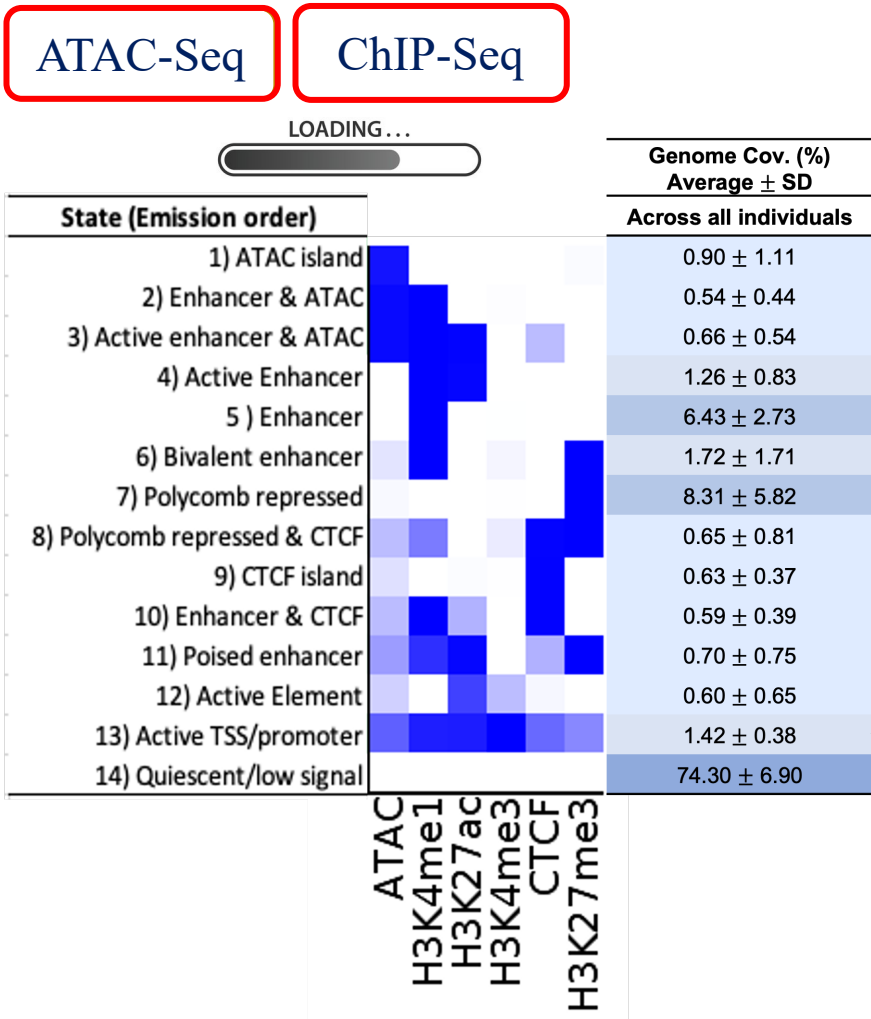 ATAC-Seq
ChIP-Seq
LOADING...
Genome Cov. (%)
Average ± SD
State (Emission order)
Across all individuals
1) ATAC island 0.90 ± 1.11
2) Enhancer & ATAC 0.54 ± 0.44
3) Active enhancer & ATAC 0.66 ± 0.54
4) Active Enhancer 1.26 ± 0.83
5 ) Enhancer 6.43 ± 2.73
6) Bivalent enhancer 1.72 ± 1.71
7) Polycomb repressed 8.31 ± 5.82
8) Polycomb repressed & CTCF 0.65 ± 0.81
9) CTCF island 0.63 ± 0.37
10) Enhancer & CTCF 0.59 ± 0.39
11) Poised enhancer 0.70 ± 0.75
12) Active Element 0.60 ± 0.65
13) Active TSS/promoter 1.42 ± 0.38
14) Quiescent/low signal 74.30 ± 6.90
ATAC
H3K4me1
H3K27ac
H3K4me3
CTCF
H3K27me3